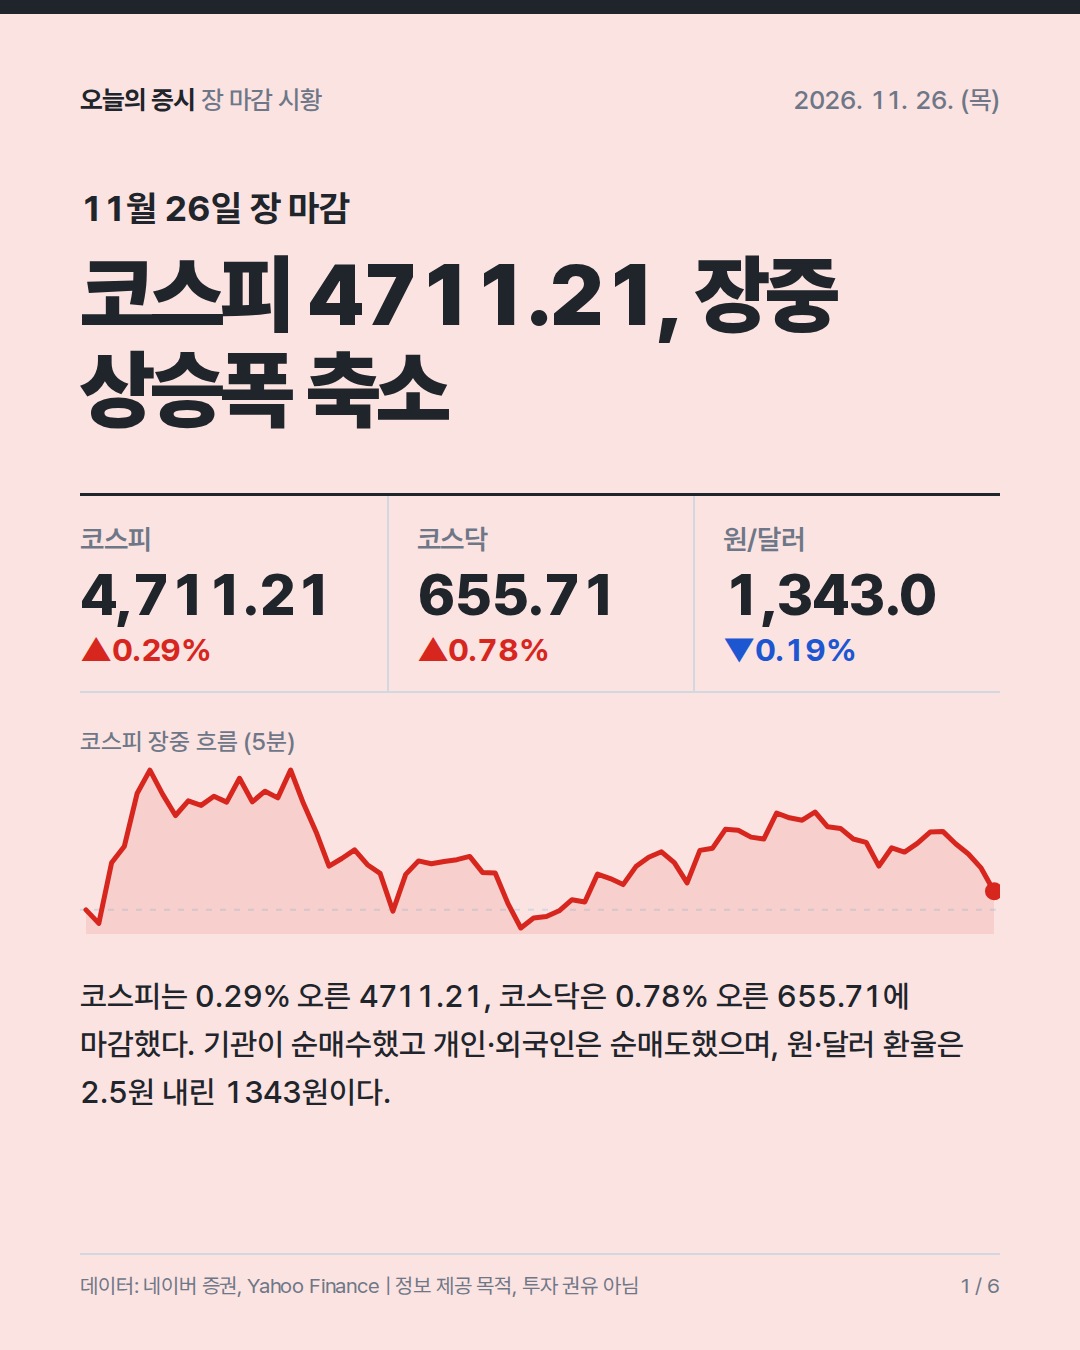 오늘의 증시 장 마감 시황
2026. 11. 26. (목)
11월 26일 장 마감
코스피 4711.21, 장중
상승폭 축소
코스피
4,711.21
▲0.29%
코스닥
655.71
▲0.78%
원/달러
1,343.0
▼0.19%
코스피 장중 흐름 (5분)
코스피는 0.29% 오른 4711.21, 코스닥은 0.78% 오른 655.71에
마감했다. 기관이 순매수했고 개인·외국인은 순매도했으며, 원·달러 환율은
2.5원 내린 1343원이다.
데이터: 네이버 증권, Yahoo Finance | 정보 제공 목적, 투자 권유 아님
1 / 6